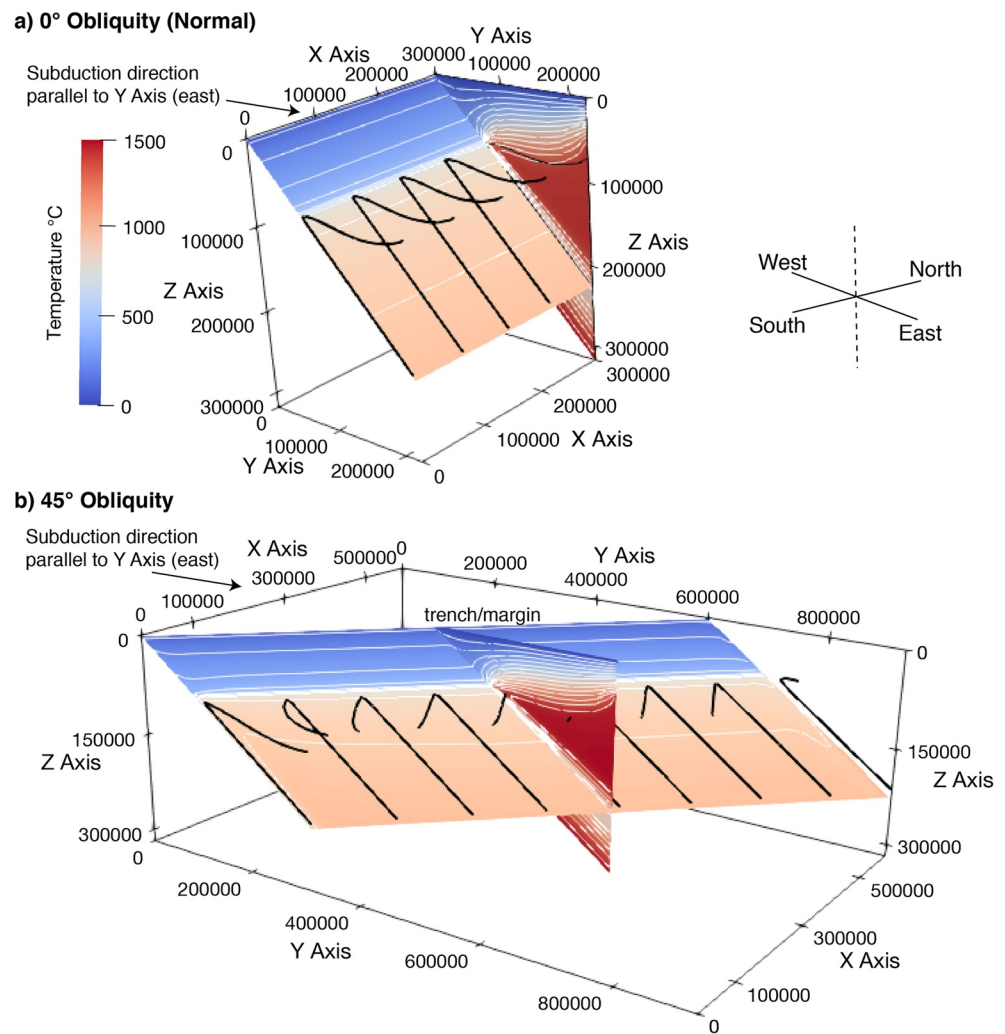 a) 0° Obliquity (Normal)
Subduction direction
parallel to Y Axis (east)
X Axis
0
100000
200000
300000
Y Axis
100000
200000
0
100000
Z Axis
200000
300000
Temperature °C
1500
1000
500
0
0
100000
Z Axis
200000
300000
0
100000
Y Axis
200000
0
100000
X Axis
200000
300000
West
North
South
East
b) 45° Obliquity
Subduction direction
parallel to Y Axis (east)
X Axis
0
100000
300000
500000
0
200000
Y Axis
400000
600000
800000
trench/margin
0
150000
Z Axis
300000
0
150000
Z Axis
300000
0
200000
400000
Y Axis
600000
800000
0
100000
300000
X Axis
500000